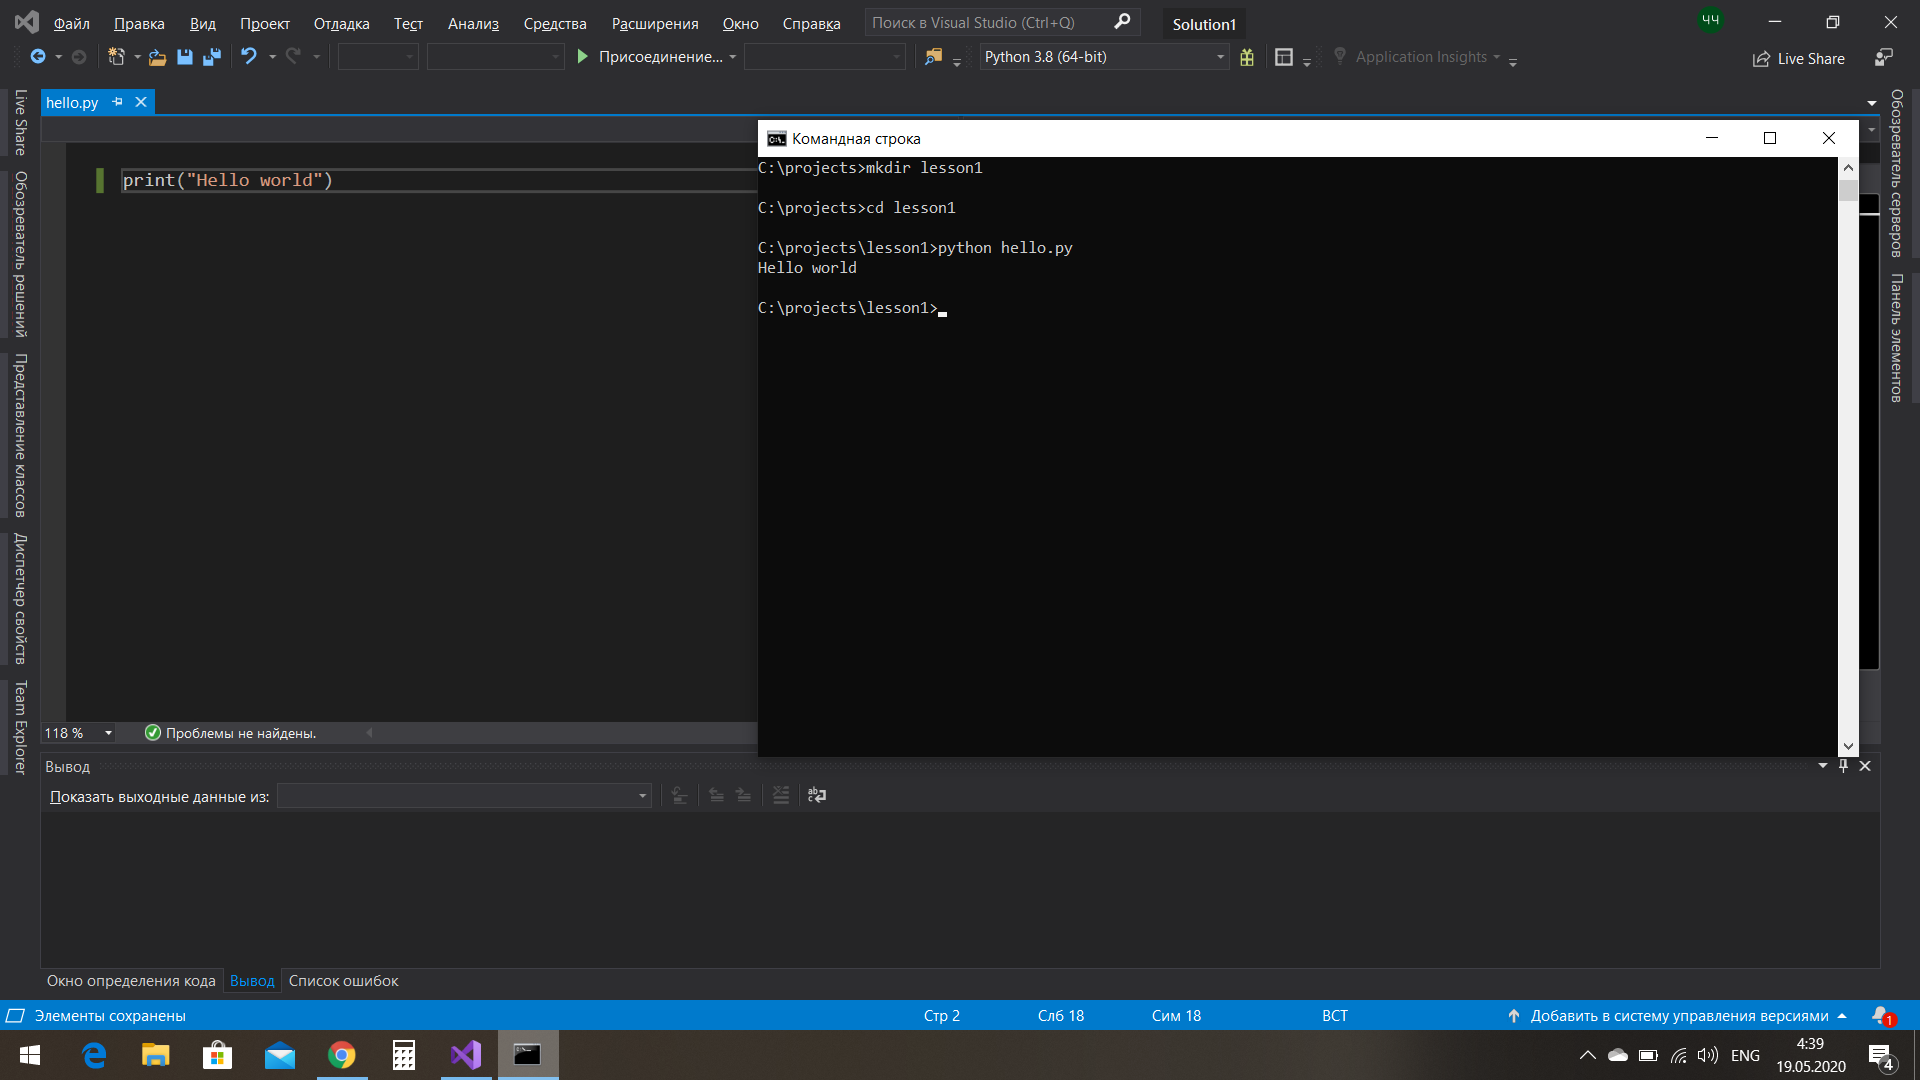 Файл Правка Вид Проект Отладка Тест Анализ Средства Расширения Окно Справка Поиск в Visual Studio (Ctrl+Q) Solution1 ЧЧ
Присоединение... Python 3.8 (64-bit) Application Insights Live Share
hello.py
Live Share
Обозреватель решений
Представление классов
Диспетчер свойств
Team Explorer
print("Hello world")
Командная строка
C:\projects>mkdir lesson1
C:\projects>cd lesson1
C:\projects\lesson1>python hello.py
Hello world
C:\projects\lesson1>
Обозреватель серверов
Панель элементов
118 % Проблемы не найдены.
Вывод
Показать выходные данные из:
Окно определения кода Вывод Список ошибок
Элементы сохранены Стр 2 Слб 18 Сим 18 ВСТ Добавить в систему управления версиями 1
ENG 4:39
19.05.2020 4